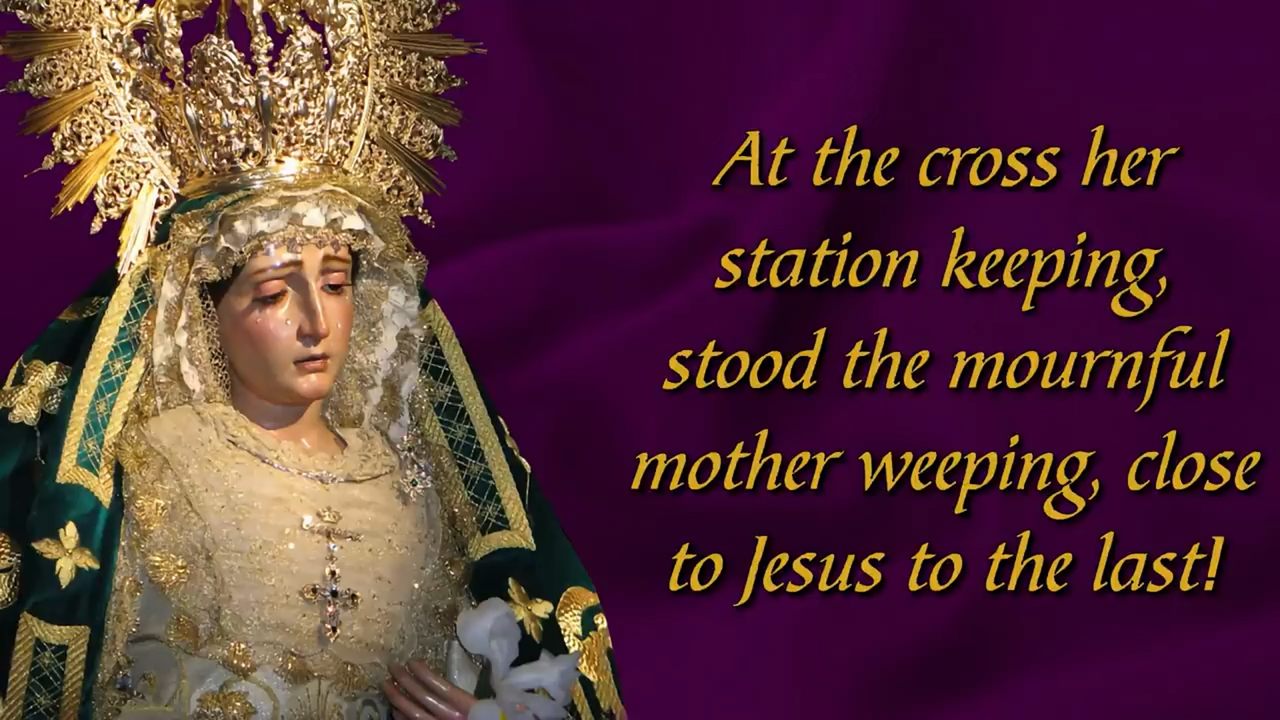 At the cross her
station keeping,
stood the mournful
mother weeping, close
to Jesus to the last!